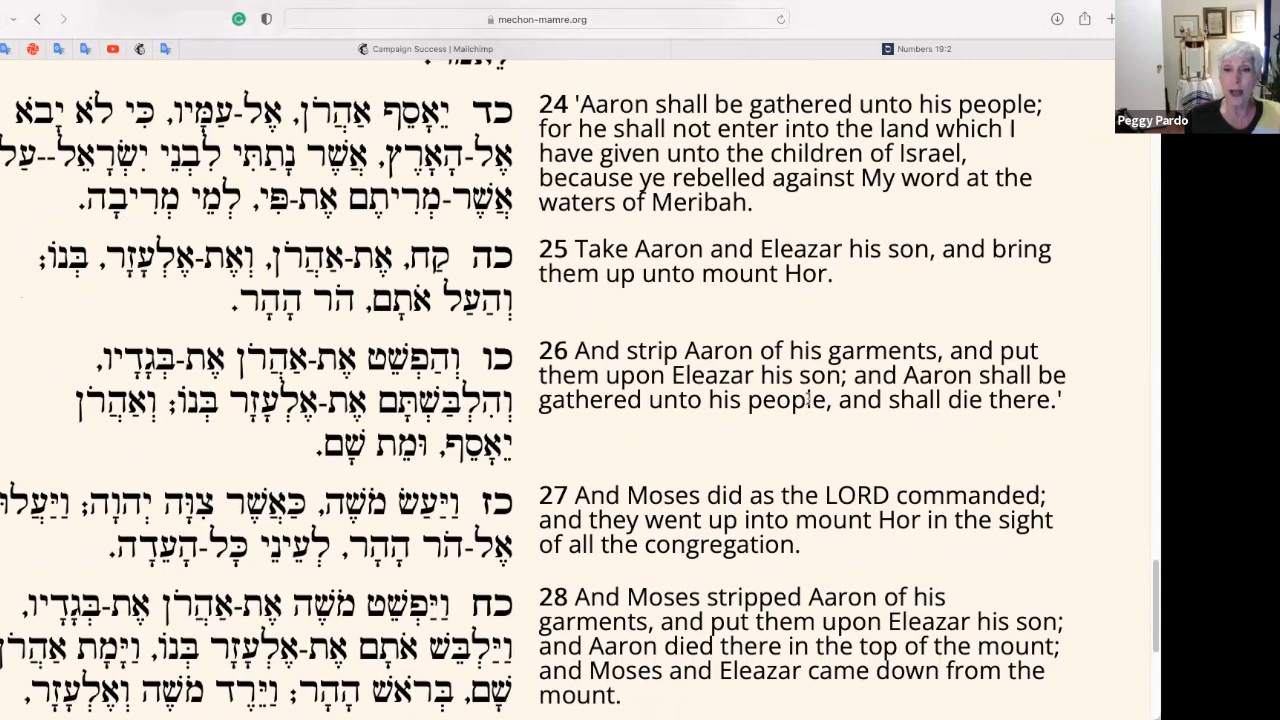 mechon-mamre.org
Campaign Success | Mailchimp
Numbers 19:2
Peggy Pardo
לֵאמֹר.
כד יֵאָסֵף אַהֲרֹן, אֶל-עַמָּיו, כִּי לֹא יָבֹא
אֶל-הָאָרֶץ, אֲשֶׁר נָתַתִּי לִבְנֵי יִשְׂרָאֵל--עַל
אֲשֶׁר-מְרִיתֶם אֶת-פִּי, לְמֵי מְרִיבָה.
24 'Aaron shall be gathered unto his people;
for he shall not enter into the land which I
have given unto the children of Israel,
because ye rebelled against My word at the
waters of Meribah.
כה קַח, אֶת-אַהֲרֹן, וְאֶת-אֶלְעָזָר, בְּנוֹ;
וְהַעַל אֹתָם, הֹר הָהָר.
25 Take Aaron and Eleazar his son, and bring
them up unto mount Hor.
כו וְהַפְשֵׁט אֶת-אַהֲרֹן אֶת-בְּגָדָיו,
וְהִלְבַּשְׁתָּם אֶת-אֶלְעָזָר בְּנוֹ; וְאַהֲרֹן
יֵאָסֵף, וּמֵת שָׁם.
26 And strip Aaron of his garments, and put
them upon Eleazar his son; and Aaron shall be
gathered unto his people, and shall die there.'
כז וַיַּעַשׂ מֹשֶׁה, כַּאֲשֶׁר צִוָּה יְהוָה; וַיַּעֲלוּ
אֶל-הֹר הָהָר, לְעֵינֵי כָּל-הָעֵדָה.
27 And Moses did as the LORD commanded;
and they went up into mount Hor in the sight
of all the congregation.
כח וַיַּפְשֵׁט מֹשֶׁה אֶת-אַהֲרֹן אֶת-בְּגָדָיו,
וַיַּלְבֵּשׁ אֹתָם אֶת-אֶלְעָזָר בְּנוֹ, וַיָּמָת אַהֲרֹן
שָׁם, בְּרֹאשׁ הָהָר; וַיֵּרֶד מֹשֶׁה וְאֶלְעָזָר,
28 And Moses stripped Aaron of his
garments, and put them upon Eleazar his son;
and Aaron died there in the top of the mount;
and Moses and Eleazar came down from the
mount.